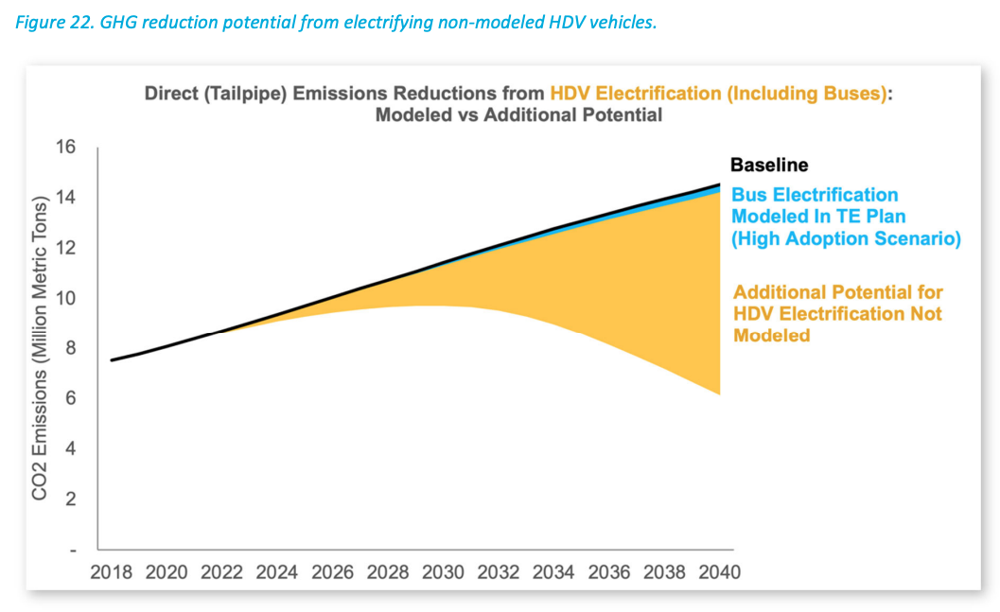 Figure 22. GHG reduction potential from electrifying non-modeled HDV vehicles.
Direct (Tailpipe) Emissions Reductions from HDV Electrification (Including Buses):
Modeled vs Additional Potential
CO2 Emissions (Million Metric Tons)
16
14
12
10
8
6
4
2
-
2018 2020 2022 2024 2026 2028 2030 2032 2034 2036 2038 2040
Baseline
Bus Electrification
Modeled In TE Plan
(High Adoption Scenario)
Additional Potential for
HDV Electrification Not
Modeled